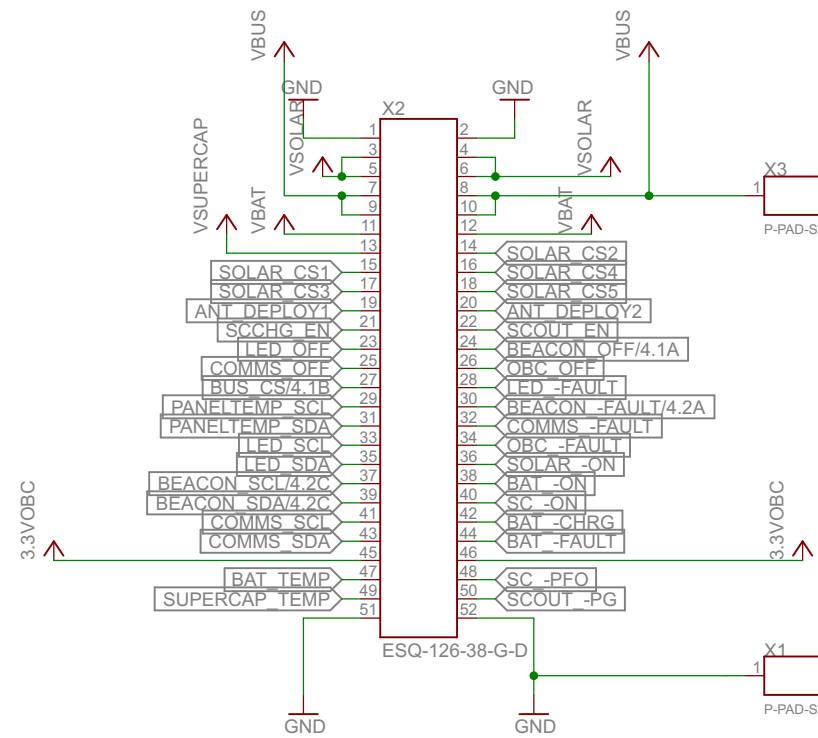 VBUS
VBUS
GND
GND
X2
VSOLAR
VSOLAR
VSUPERCAP
VBAT
VBAT
X3
1
P-PAD-S
1 2
3 4
5 6
7 8
9 10
11 12
13 14 SOLAR_CS2
SOLAR_CS1 15 16 SOLAR_CS4
SOLAR_CS3 17 18 SOLAR_CS5
ANT_DEPLOY1 19 20 ANT_DEPLOY2
SCCHG_EN 21 22 SCOUT_EN
LED_OFF 23 24 BEACON_OFF/4.1A
COMMS_OFF 25 26 OBC_OFF
BUS_CS/4.1B 27 28 LED_-FAULT
PANELTEMP_SCL 29 30 BEACON_-FAULT/4.2A
PANELTEMP_SDA 31 32 COMMS_-FAULT
LED_SCL 33 34 OBC_-FAULT
LED_SDA 35 36 SOLAR_-ON
BEACON_SCL/4.2C 37 38 BAT_-ON
BEACON_SDA/4.2C 39 40 SC_-ON
COMMS_SCL 41 42 BAT_-CHRG
COMMS_SDA 43 44 BAT_-FAULT
3.3VOBC 45 46 3.3VOBC
BAT_TEMP 47 48 SC_-PFO
SUPERCAP_TEMP 49 50 SCOUT_-PG
51 52
ESQ-126-38-G-D
X1
1
P-PAD-S
GND
GND